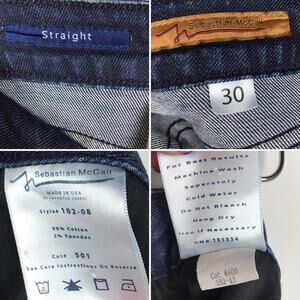 Straight
Sebastian McCall
30
Sebastian McCall
MADE IN USA
OF IMPORTED FABRIC
Style# 102-08
98% Cotton
2% Spandex
Cut# 501
See Care Instructions On Reverse
For Best Results
Machine Wash
Separately
Cold Water
Do Not Bleach
Hang Dry
Iron if Necessary
RN# 131334
Cut #600